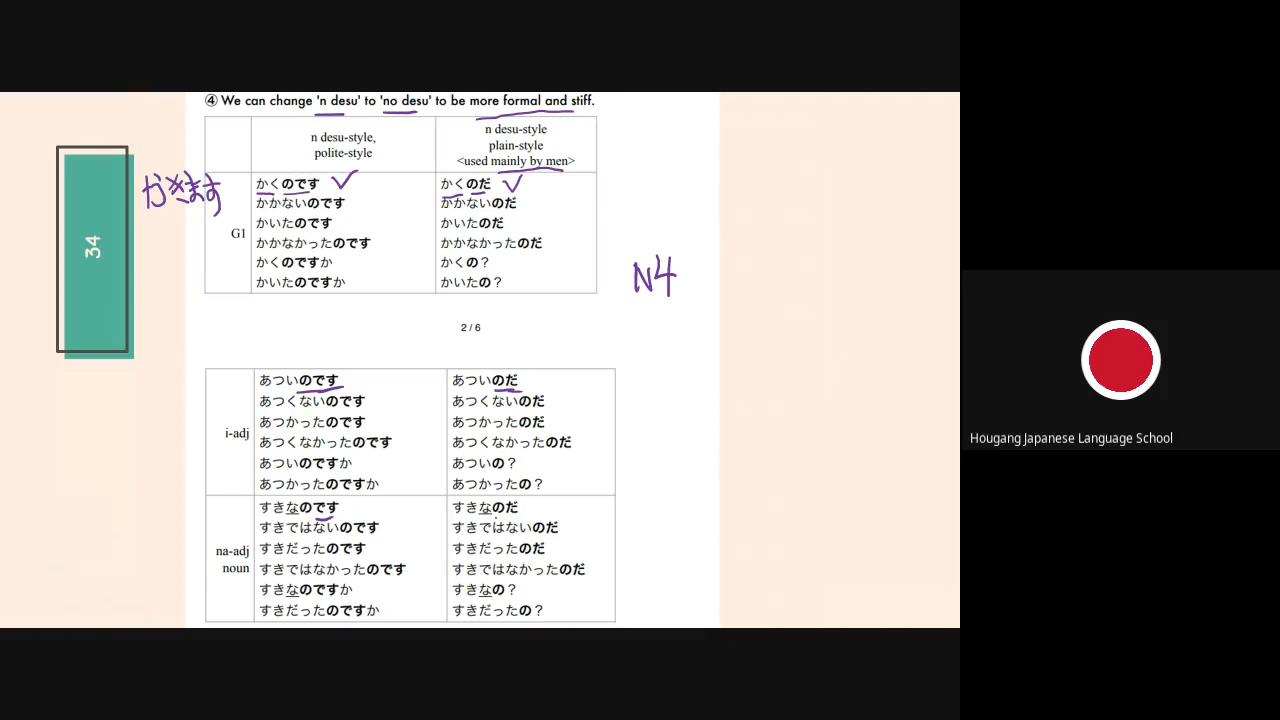 ④ We can change 'n desu' to 'no desu' to be more formal and stiff.
n desu-style,
polite-style
n desu-style
plain-style
<used mainly by men>
かきます
34
G1
かくのです
かかないのです
かいたのです
かかなかったのです
かくのですか
かいたのですか
かくのだ
かかないのだ
かいたのだ
かかなかったのだ
かくの？
かいたの？
N4
2 / 6
i-adj
あついのです
あつくないのです
あつかったのです
あつくなかったのです
あついのですか
あつかったのですか
あついのだ
あつくないのだ
あつかったのだ
あつくなかったのだ
あついの？
あつかったの？
na-adj
noun
すきなのです
すきではないのです
すきだったのです
すきではなかったのです
すきなのですか
すきだったのですか
すきなのだ
すきではないのだ
すきだったのだ
すきではなかったのだ
すきなの？
すきだったの？
Hougang Japanese Language School